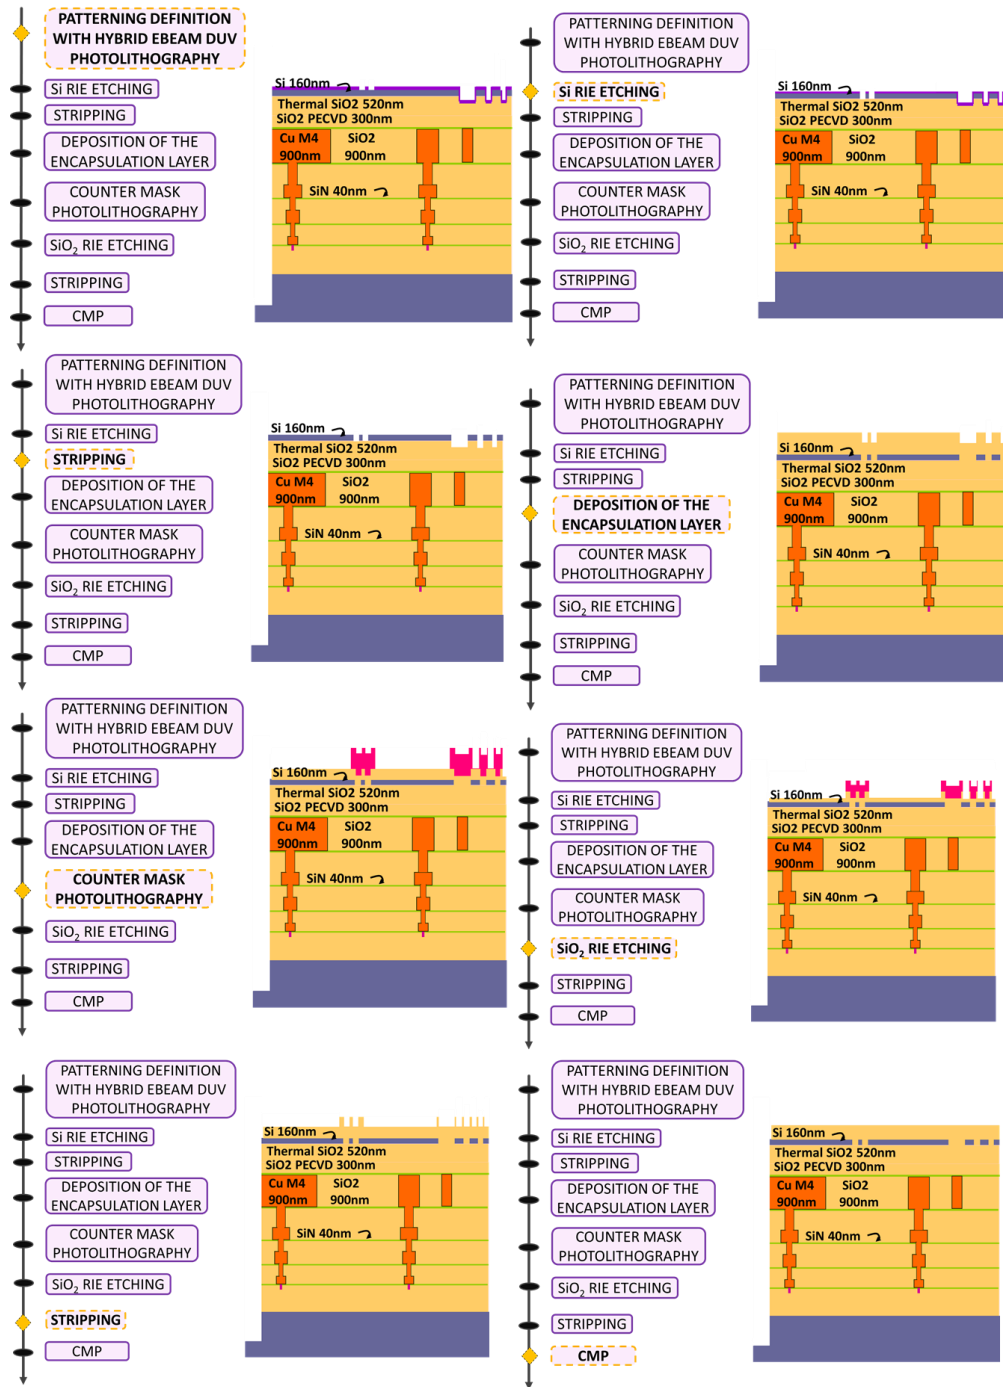 PATTERNING DEFINITION
WITH HYBRID EBEAM DUV
PHOTOLITHOGRAPHY
Si RIE ETCHING
STRIPPING
DEPOSITION OF THE
ENCAPSULATION LAYER
COUNTER MASK
PHOTOLITHOGRAPHY
SiO₂ RIE ETCHING
STRIPPING
CMP
Si 160nm
Thermal SiO2 520nm
SiO2 PECVD 300nm
Cu M4 SiO2
900nm 900nm
SiN 40nm
PATTERNING DEFINITION
WITH HYBRID EBEAM DUV
PHOTOLITHOGRAPHY
Si RIE ETCHING
STRIPPING
DEPOSITION OF THE
ENCAPSULATION LAYER
COUNTER MASK
PHOTOLITHOGRAPHY
SiO₂ RIE ETCHING
STRIPPING
CMP
Si 160nm
Thermal SiO2 520nm
SiO2 PECVD 300nm
Cu M4 SiO2
900nm 900nm
SiN 40nm
PATTERNING DEFINITION
WITH HYBRID EBEAM DUV
PHOTOLITHOGRAPHY
Si RIE ETCHING
STRIPPING
DEPOSITION OF THE
ENCAPSULATION LAYER
COUNTER MASK
PHOTOLITHOGRAPHY
SiO₂ RIE ETCHING
STRIPPING
CMP
Si 160nm
Thermal SiO2 520nm
SiO2 PECVD 300nm
Cu M4 SiO2
900nm 900nm
SiN 40nm
PATTERNING DEFINITION
WITH HYBRID EBEAM DUV
PHOTOLITHOGRAPHY
Si RIE ETCHING
STRIPPING
DEPOSITION OF THE
ENCAPSULATION LAYER
COUNTER MASK
PHOTOLITHOGRAPHY
SiO₂ RIE ETCHING
STRIPPING
CMP
Si 160nm
Thermal SiO2 520nm
SiO2 PECVD 300nm
Cu M4 SiO2
900nm 900nm
SiN 40nm
PATTERNING DEFINITION
WITH HYBRID EBEAM DUV
PHOTOLITHOGRAPHY
Si RIE ETCHING
STRIPPING
DEPOSITION OF THE
ENCAPSULATION LAYER
COUNTER MASK
PHOTOLITHOGRAPHY
SiO₂ RIE ETCHING
STRIPPING
CMP
Si 160nm
Thermal SiO2 520nm
SiO2 PECVD 300nm
Cu M4 SiO2
900nm 900nm
SiN 40nm
PATTERNING DEFINITION
WITH HYBRID EBEAM DUV
PHOTOLITHOGRAPHY
Si RIE ETCHING
STRIPPING
DEPOSITION OF THE
ENCAPSULATION LAYER
COUNTER MASK
PHOTOLITHOGRAPHY
SiO₂ RIE ETCHING
STRIPPING
CMP
Si 160nm
Thermal SiO2 520nm
SiO2 PECVD 300nm
Cu M4 SiO2
900nm 900nm
SiN 40nm
PATTERNING DEFINITION
WITH HYBRID EBEAM DUV
PHOTOLITHOGRAPHY
Si RIE ETCHING
STRIPPING
DEPOSITION OF THE
ENCAPSULATION LAYER
COUNTER MASK
PHOTOLITHOGRAPHY
SiO₂ RIE ETCHING
STRIPPING
CMP
Si 160nm
Thermal SiO2 520nm
SiO2 PECVD 300nm
Cu M4 SiO2
900nm 900nm
SiN 40nm
PATTERNING DEFINITION
WITH HYBRID EBEAM DUV
PHOTOLITHOGRAPHY
Si RIE ETCHING
STRIPPING
DEPOSITION OF THE
ENCAPSULATION LAYER
COUNTER MASK
PHOTOLITHOGRAPHY
SiO₂ RIE ETCHING
STRIPPING
CMP
Si 160nm
Thermal SiO2 520nm
SiO2 PECVD 300nm
Cu M4 SiO2
900nm 900nm
SiN 40nm